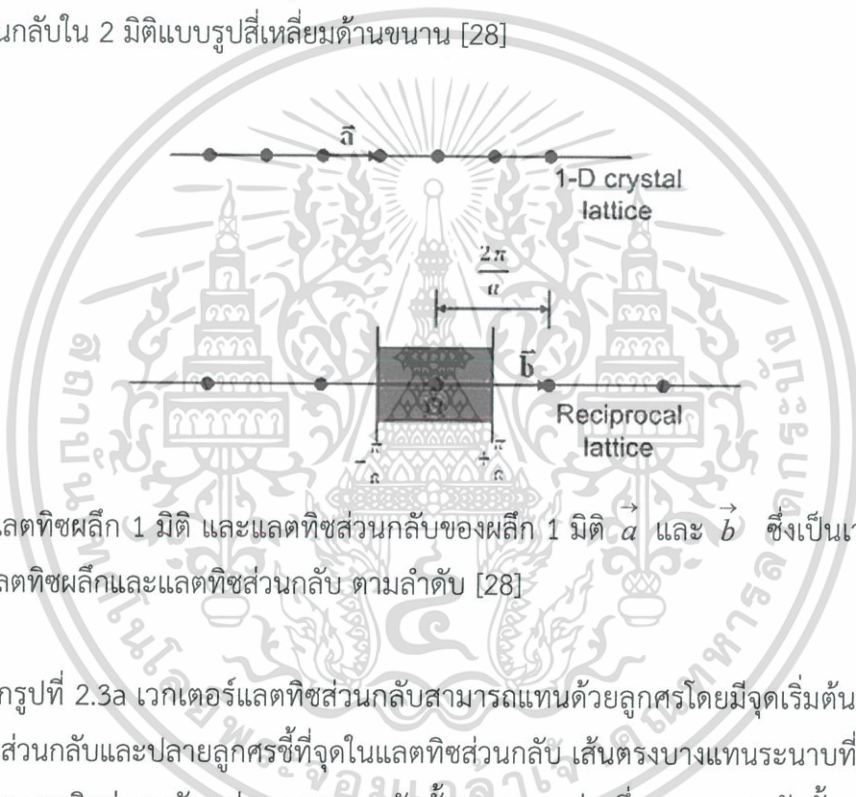 นกลับใน 2 มิติแบบรูปสี่เหลี่ยมด้านขนาน [28]
a
1-D crystal
lattice
2π
a
b
Reciprocal
lattice
-π/a
+π/a
ลตทิซผลึก 1 มิติ และแลตทิซส่วนกลับของผลึก 1 มิติ a และ b ซึ่งเป็นเ
ลตทิซผลึกและแลตทิซส่วนกลับ ตามลำดับ [28]
กรูปที่ 2.3a เวกเตอร์แลตทิซส่วนกลับสามารถแทนด้วยลูกศรโดยมีจุดเริ่มต้น
ส่วนกลับและปลายลูกศรชี้ที่จุดในแลตทิซส่วนกลับ เส้นตรงบางแทนระนาบที่